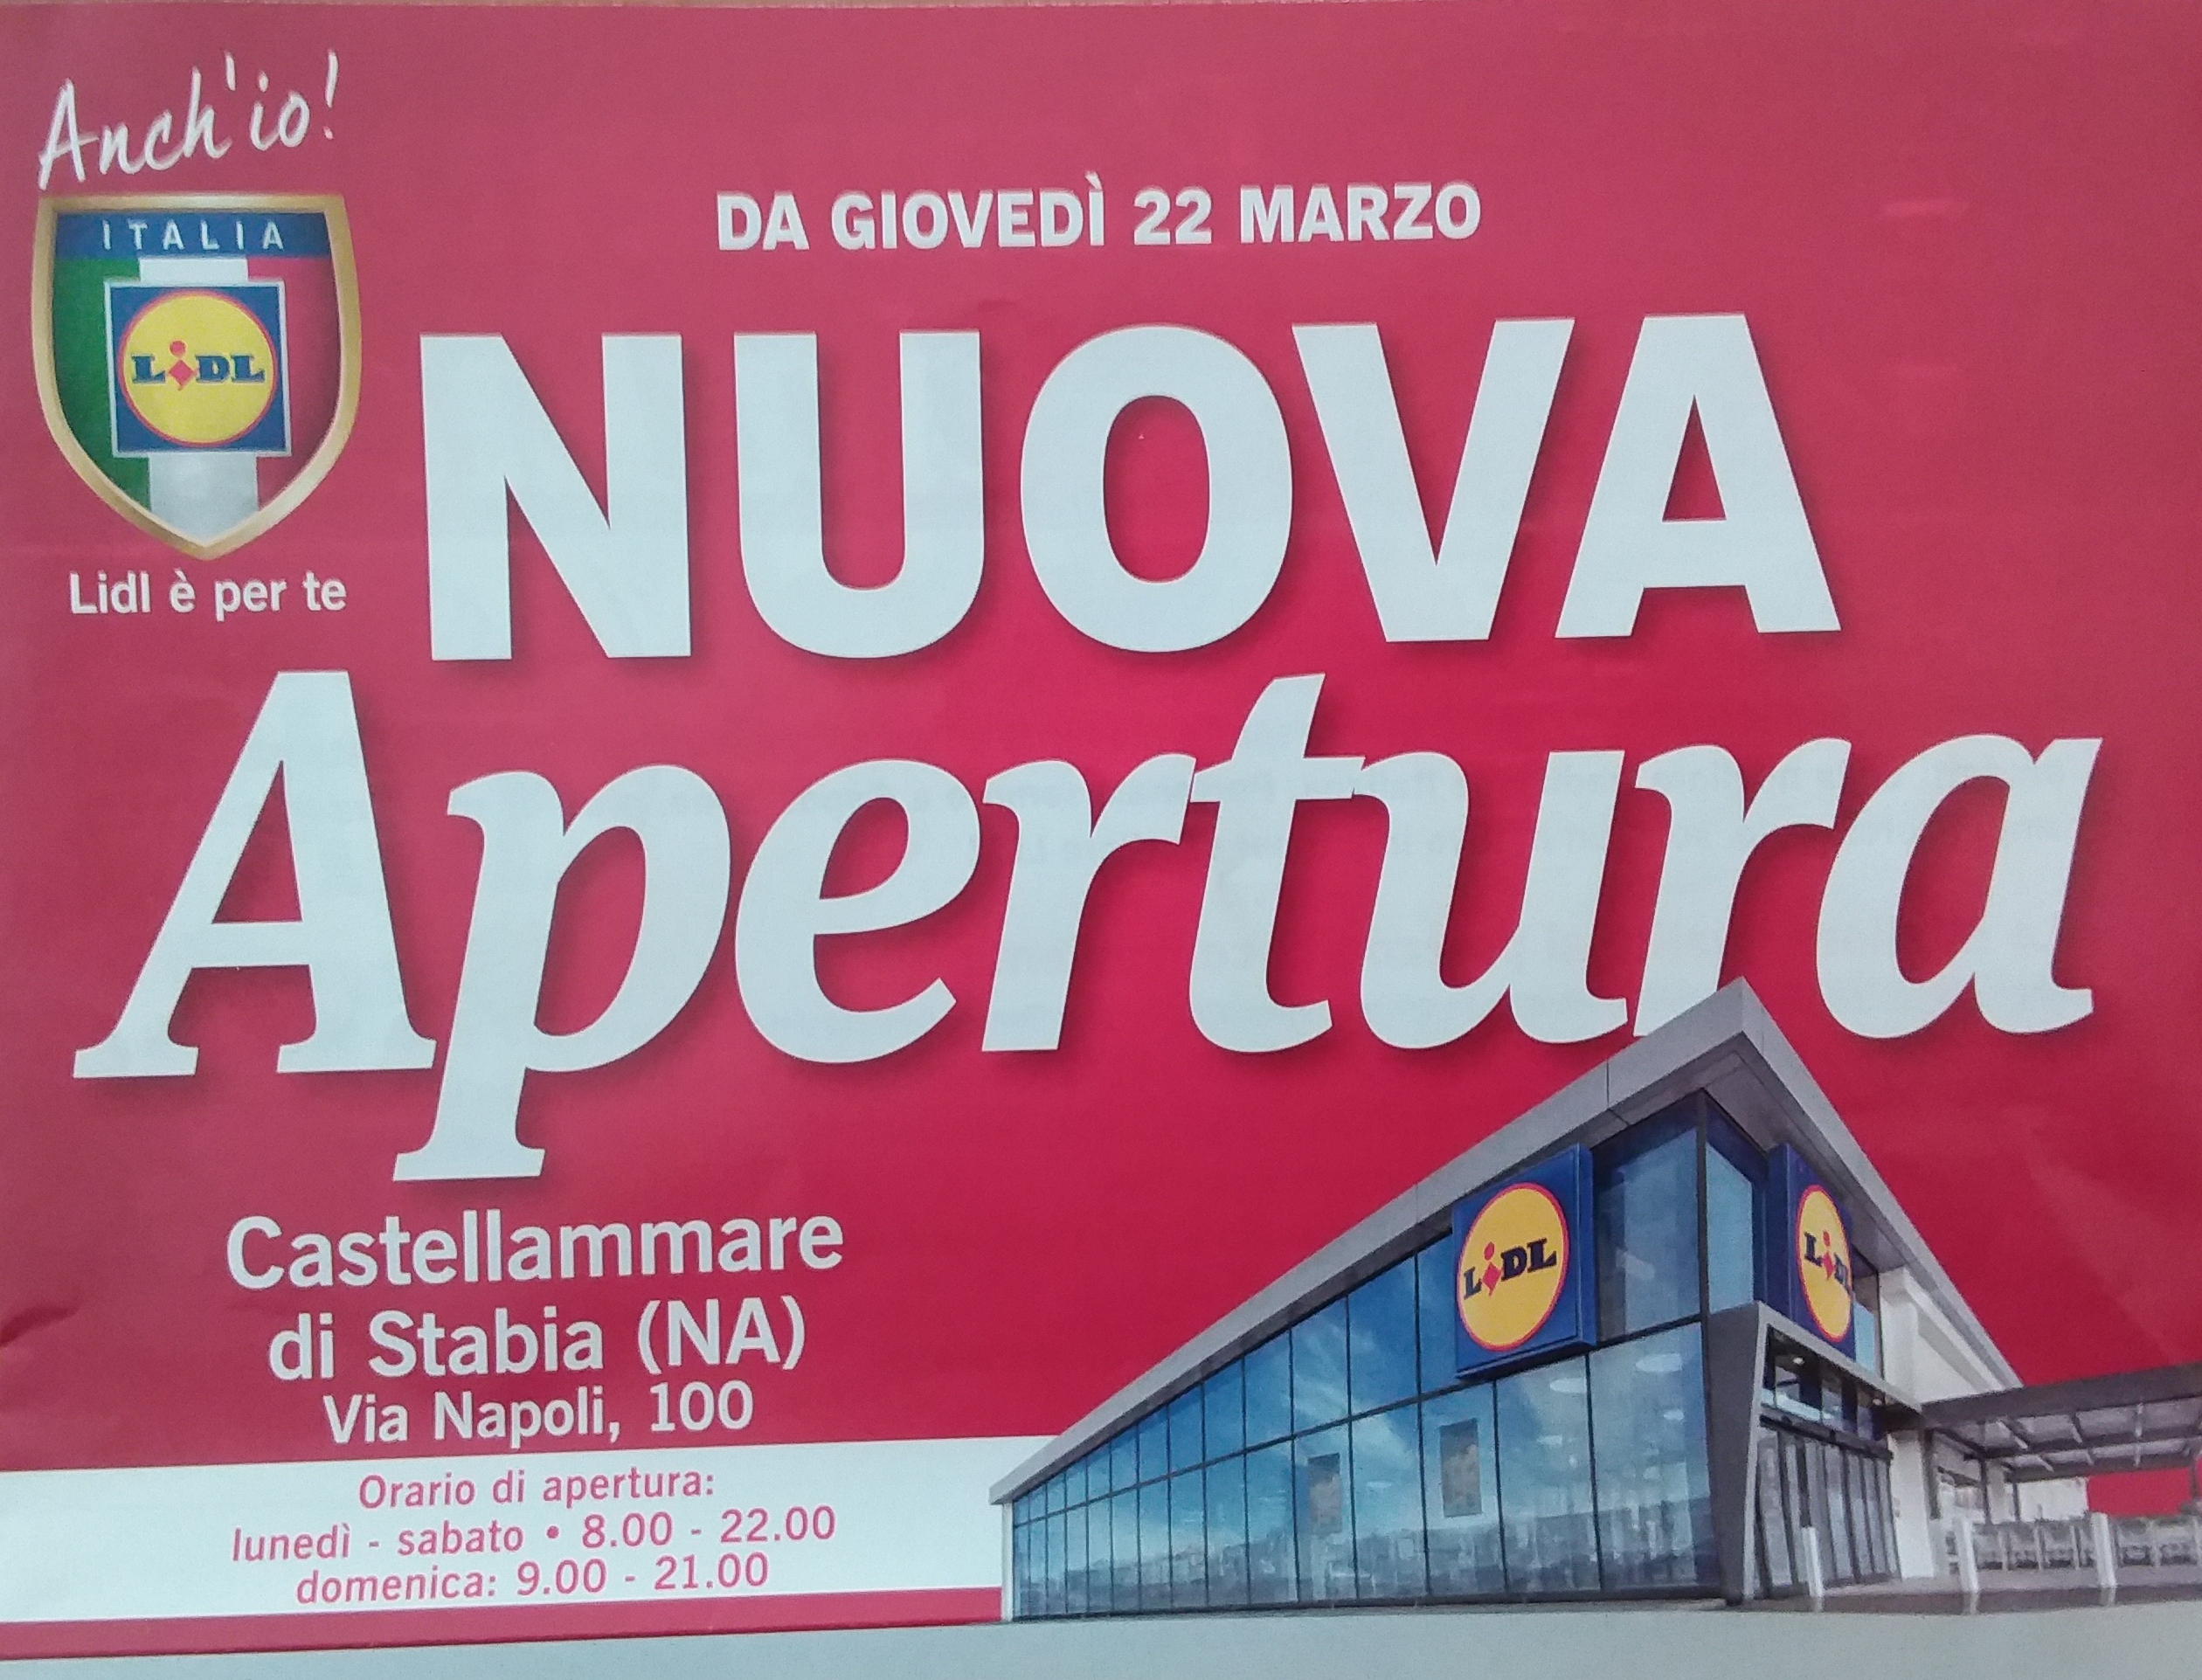 Anch'io!
ITALIA
LIDL
Lidl è per te
DA GIOVEDÌ 22 MARZO
NUOVA
Apertura
Castellammare
di Stabia (NA)
Via Napoli, 100
Orario di apertura:
lunedì - sabato • 8.00 - 22.00
domenica: 9.00 - 21.00
LIDL
LIDL